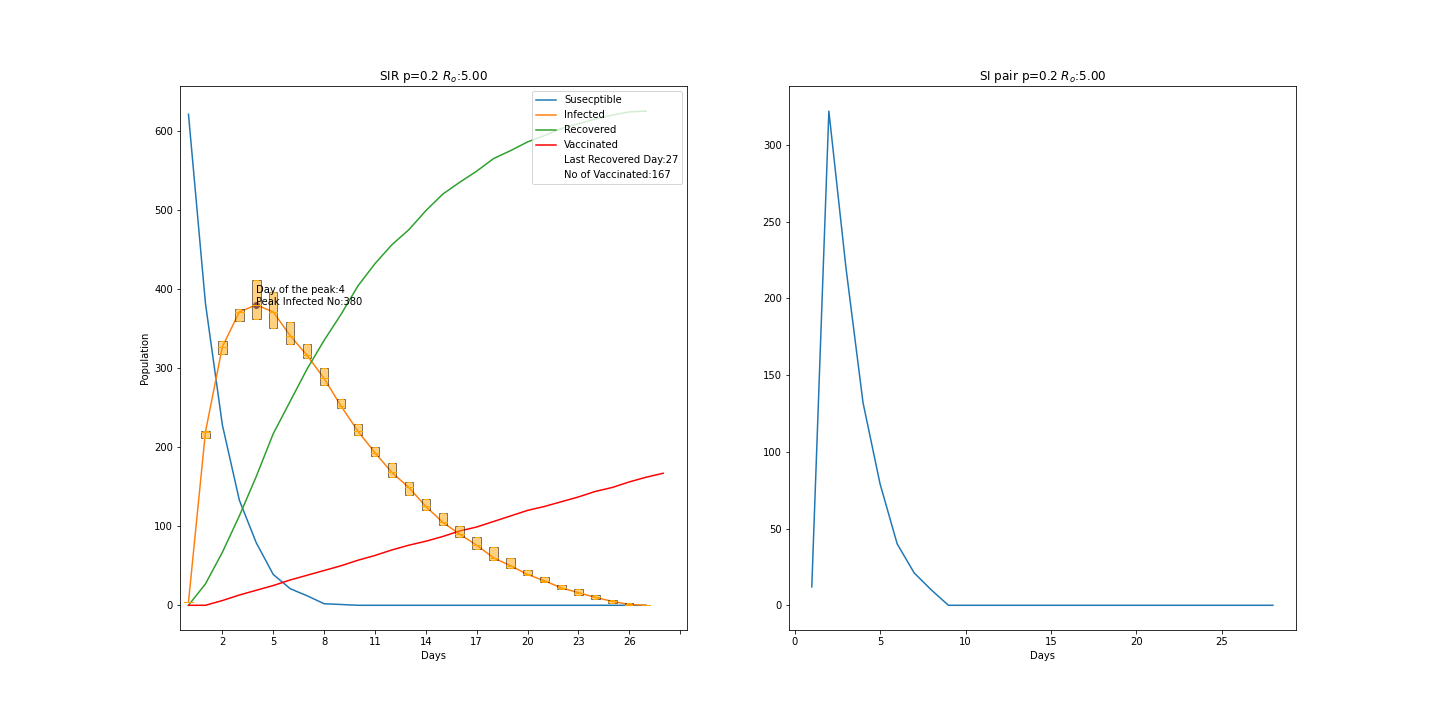 SIR p=0.2 Ro:5.00
Susecptible
Infected
Recovered
Vaccinated
Last Recovered Day:27
No of Vaccinated:167
Day of the peak:4
Peak Infected No:380
Population
600
500
400
300
200
100
0
2 5 8 11 14 17 20 23 26
Days
SI pair p=0.2 Ro:5.00
300
250
200
150
100
50
0
0 5 10 15 20 25
Days